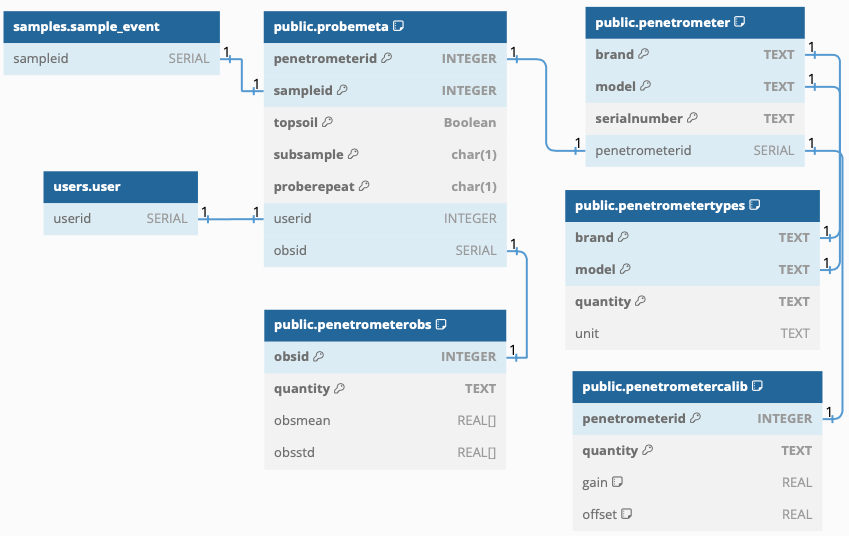 samples.sample_event
sampleid SERIAL
1
1
public.probemeta
penetrometerid INTEGER
sampleid INTEGER
topsoil Boolean
subsample char(1)
proberepeat char(1)
userid INTEGER
obsid SERIAL
1
1
1
users.user
userid SERIAL
1
1
public.penetrometerobs
obsid INTEGER
quantity TEXT
obsmean REAL[]
obsstd REAL[]
1
public.penetrometer
brand TEXT
model TEXT
serialnumber TEXT
penetrometerid SERIAL
1
1
1
public.penetrometertypes
brand TEXT
model TEXT
quantity TEXT
unit TEXT
1
1
public.penetrometercalib
penetrometerid INTEGER
quantity TEXT
gain REAL
offset REAL
1